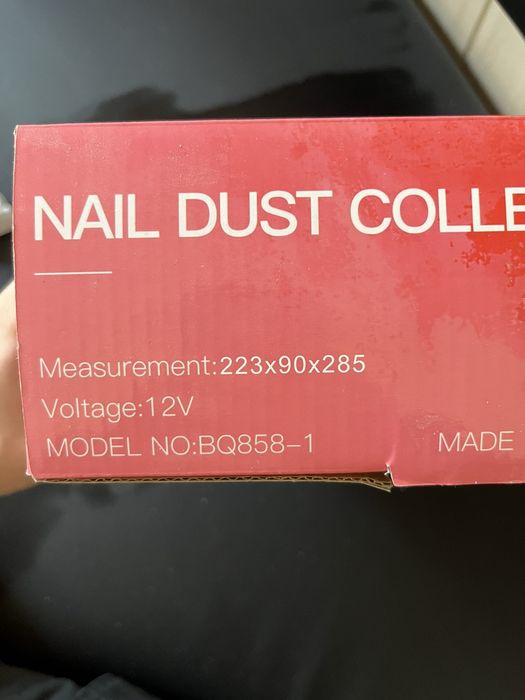 NAIL DUST COLLE
Measurement:223x90x285
Voltage:12V
MODEL NO:BQ858-1
MADE